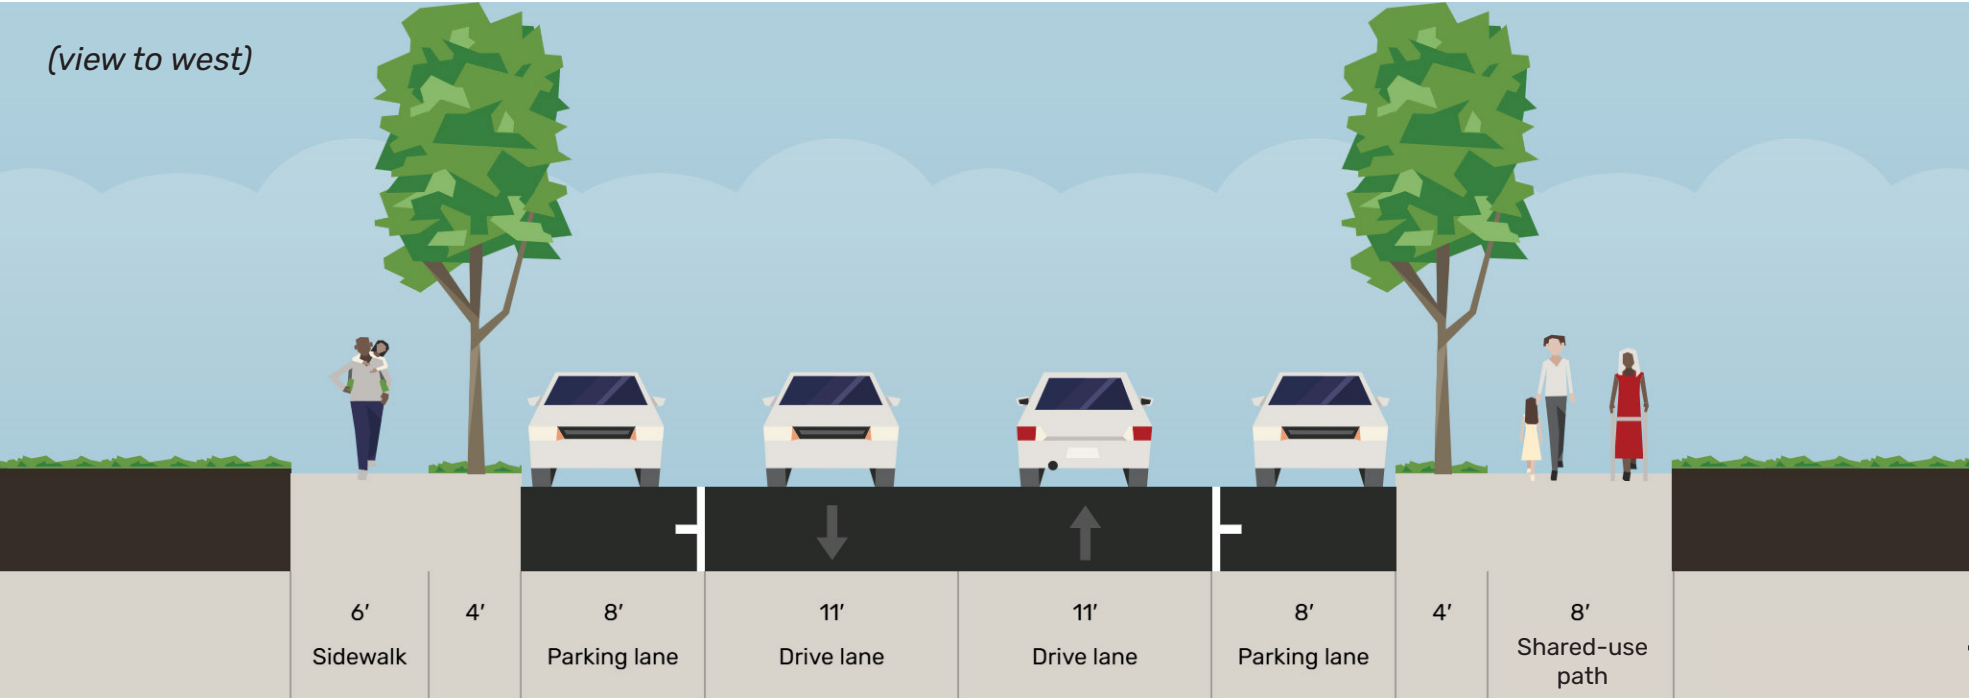 (view to west)
6′ 4′ 8′ 11′ 11′ 8′ 4′ 8′
Sidewalk Parking lane Drive lane Drive lane Parking lane Shared-use
path